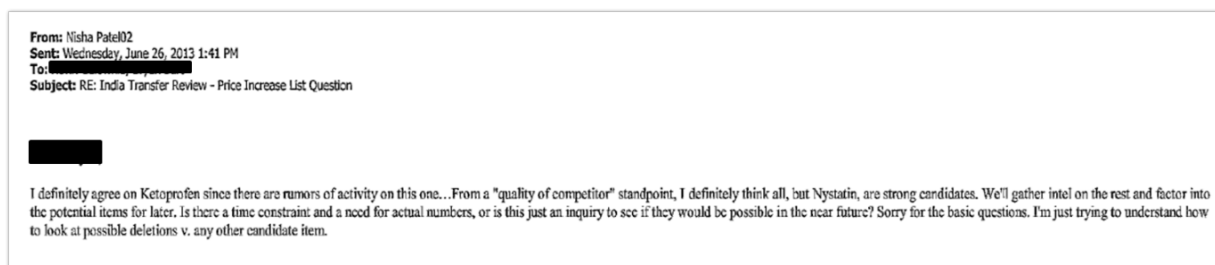 From: Nisha Patel02
Sent: Wednesday, June 26, 2013 1:41 PM
To:
Subject: RE: India Transfer Review - Price Increase List Question
I definitely agree on Ketoprofen since there are rumors of activity on this one…From a "quality of competitor" standpoint, I definitely think all, but Nystatin, are strong candidates. We'll gather intel on the rest and factor into
the potential items for later. Is there a time constraint and a need for actual numbers, or is this just an inquiry to see if they would be possible in the near future? Sorry for the basic questions. I'm just trying to understand how
to look at possible deletions v. any other candidate item.